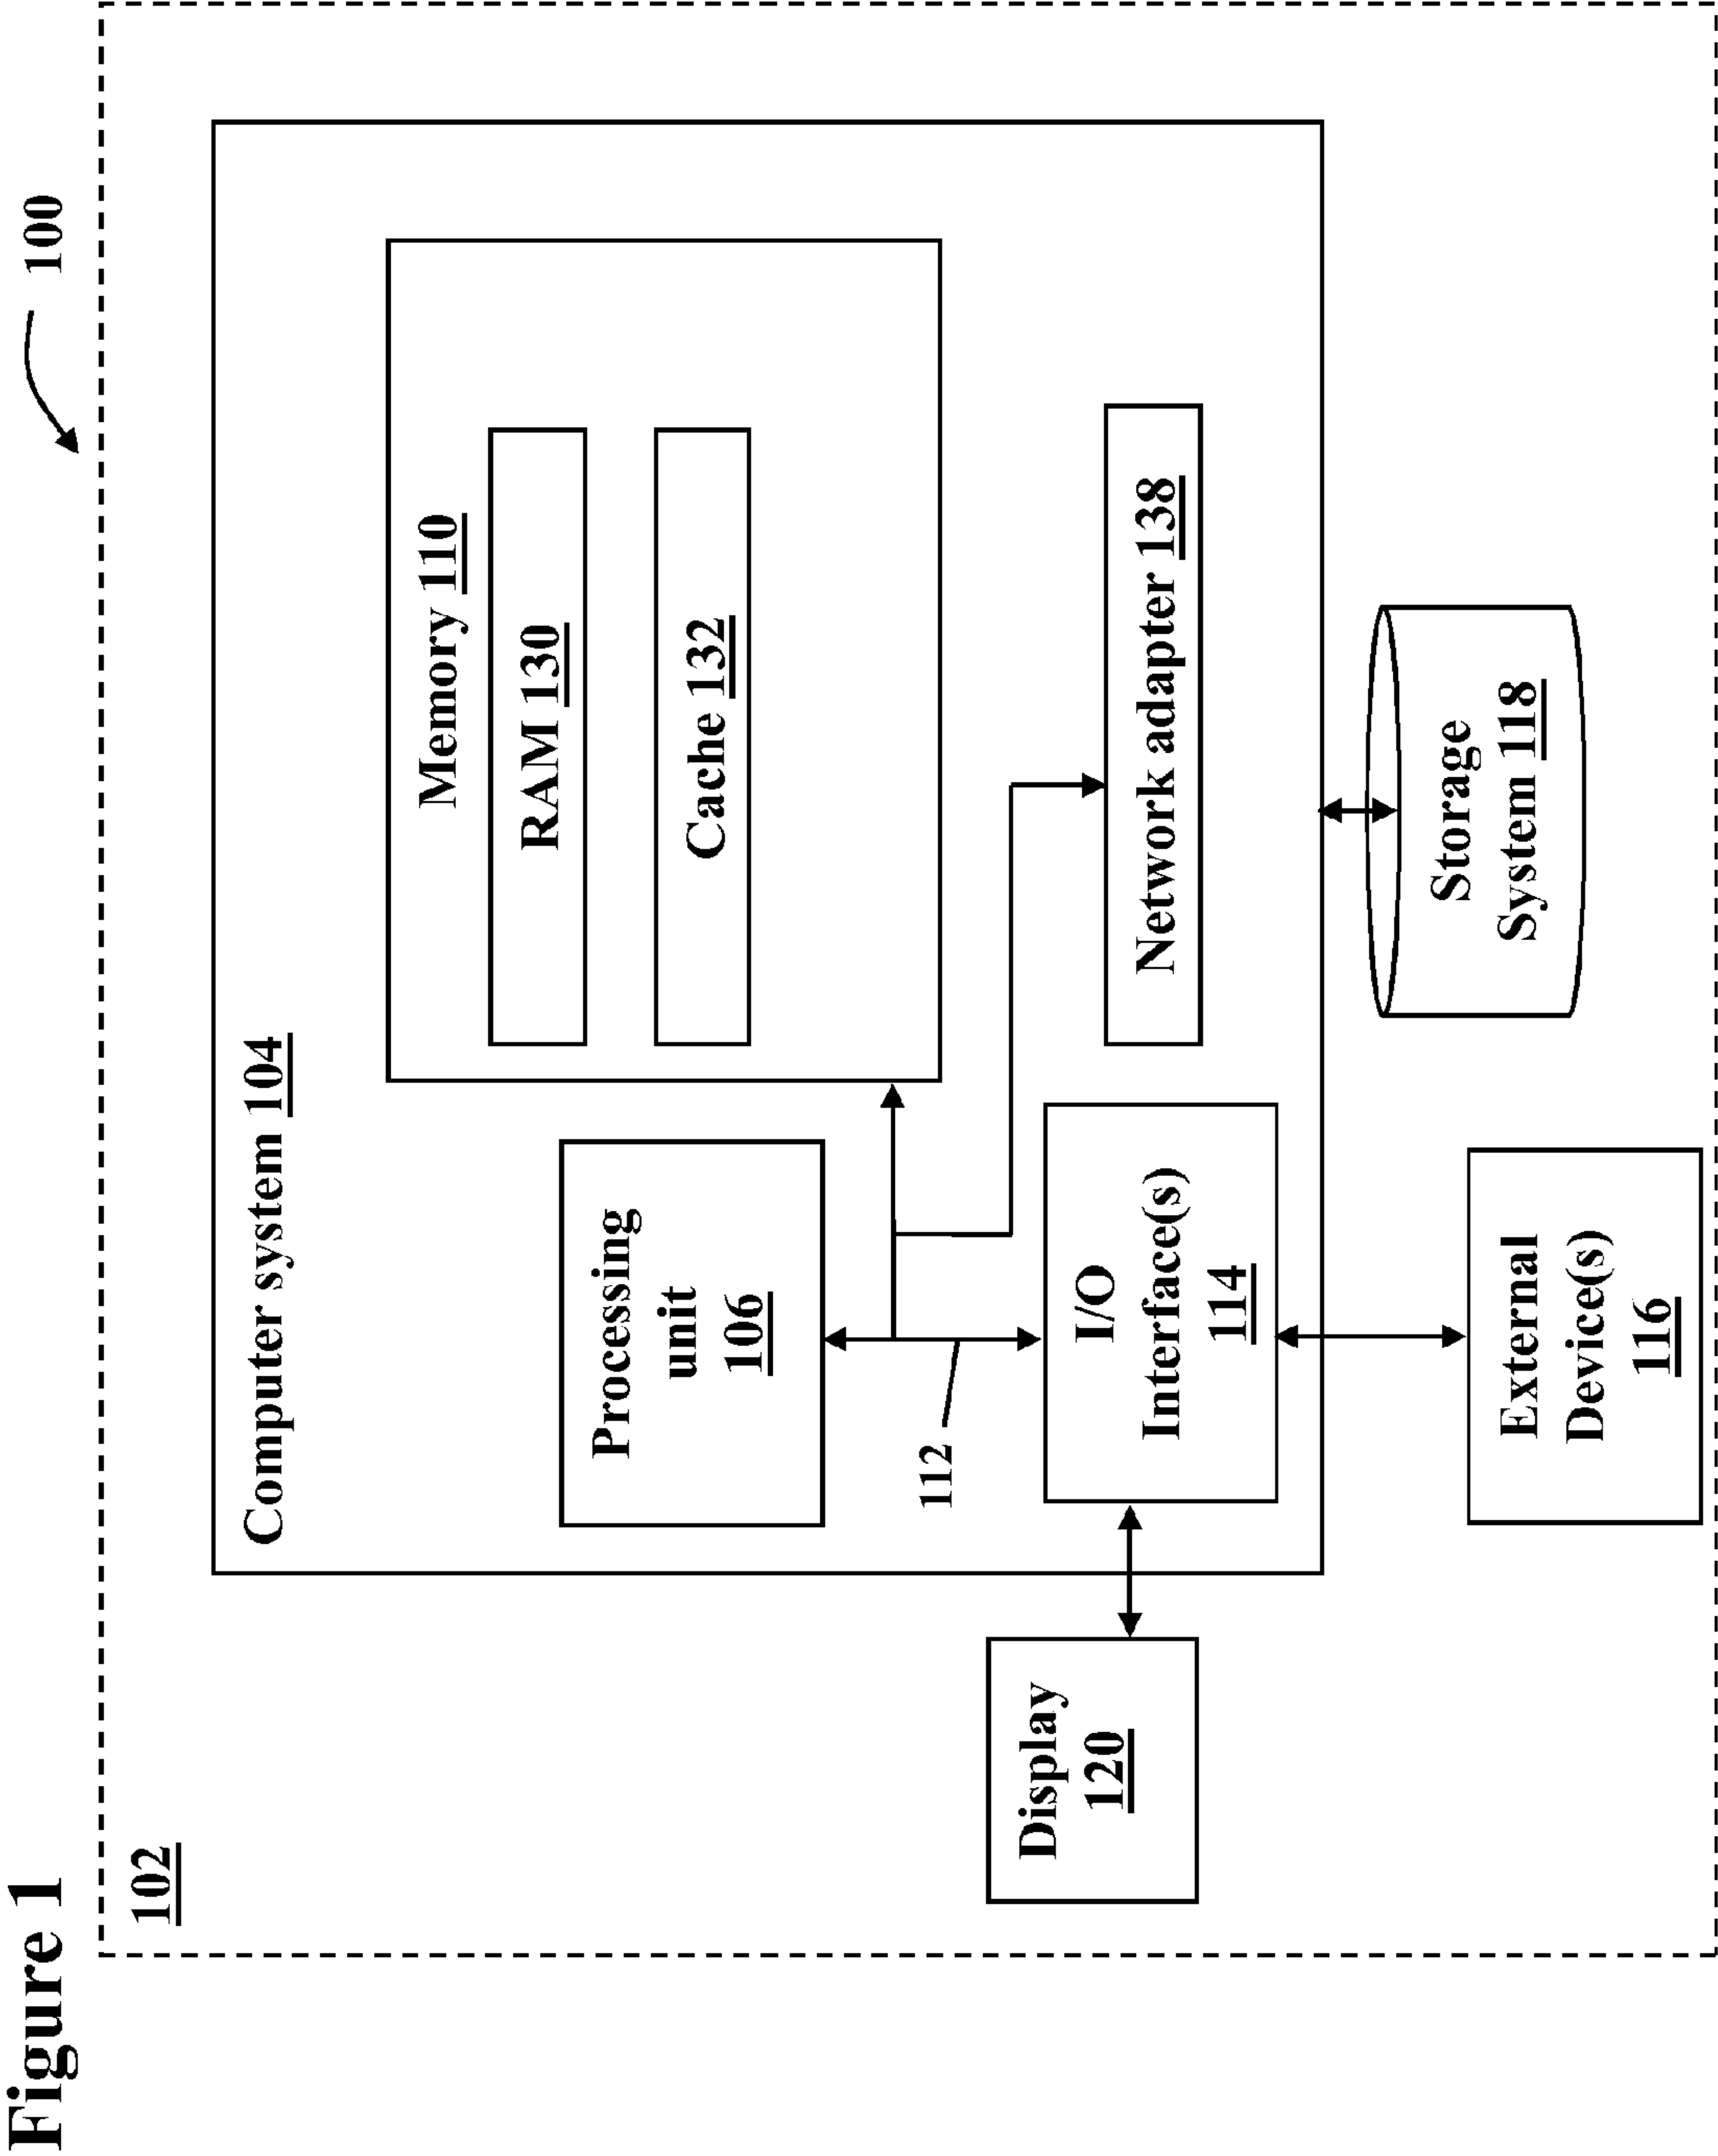 Figure 1
100
102
Computer system 104
Memory 110
RAM 130
Cache 132
Processing
unit
106
112
I/O
Interface(s)
114
Network adapter 138
Display
120
Storage
System 118
External
Device(s)
116